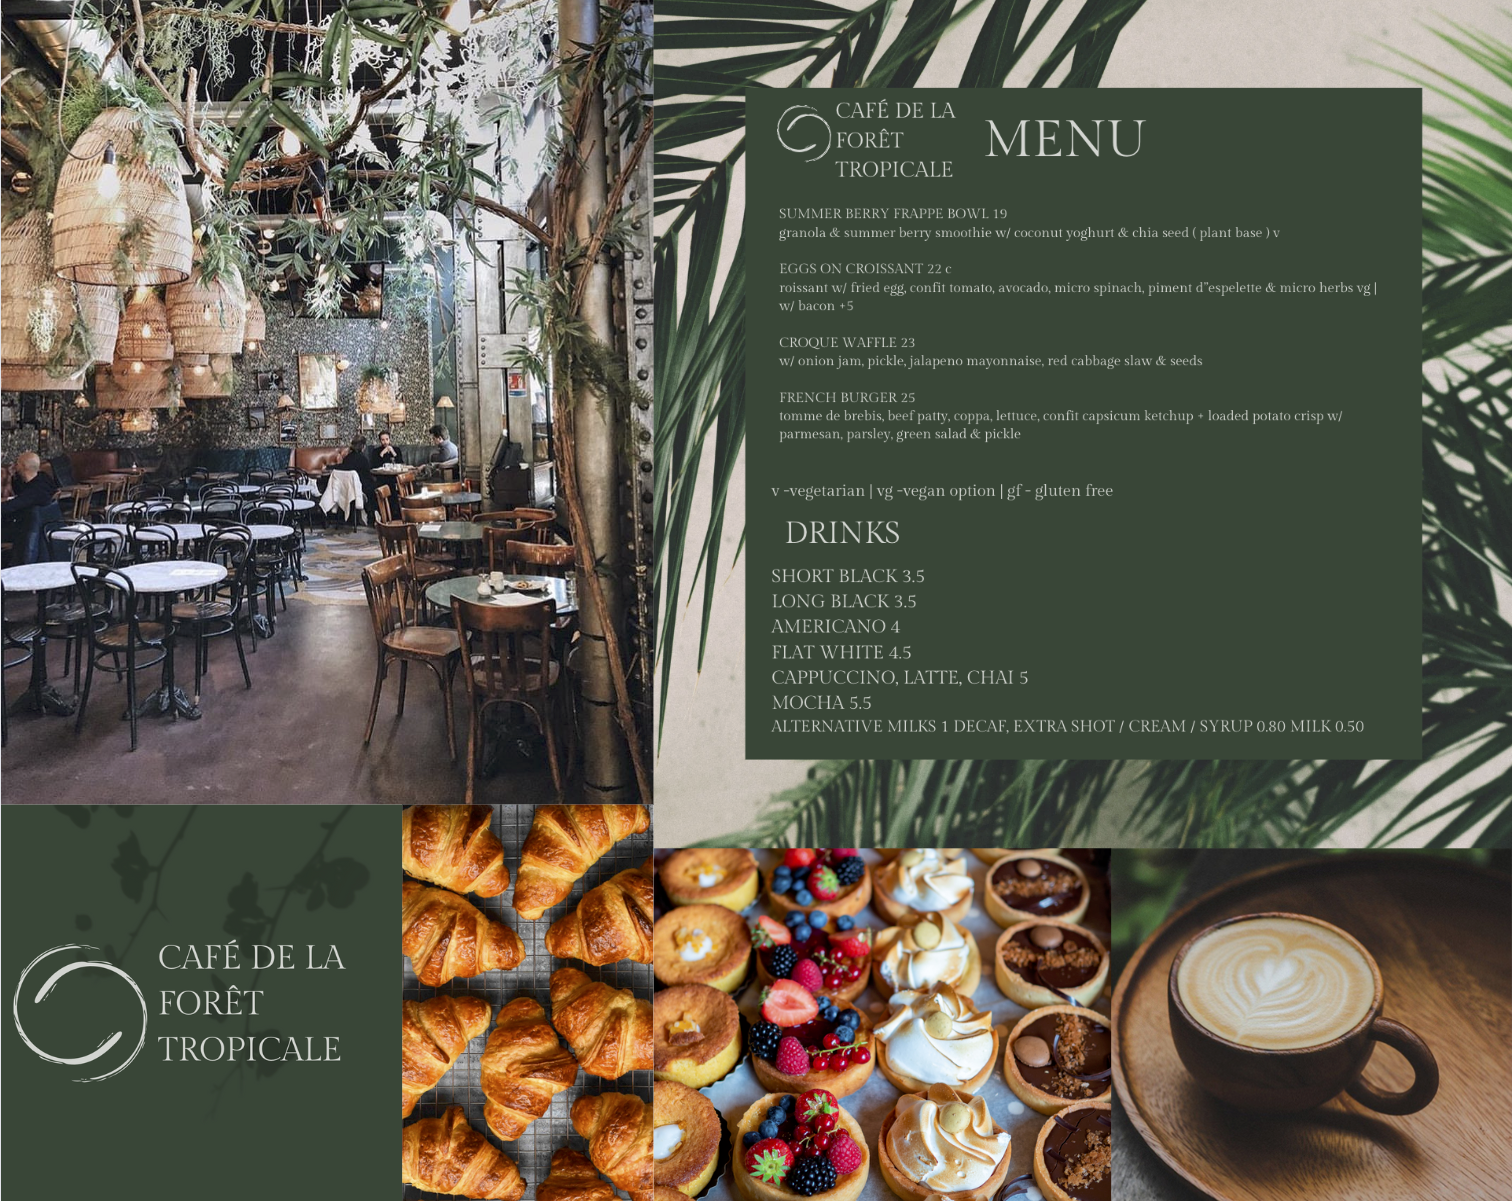 CAFÉ DE LA
FORÊT
TROPICALE
MENU
SUMMER BERRY FRAPPE BOWL 19
granola & summer berry smoothie w/ coconut yoghurt & chia seed ( plant base ) v
EGGS ON CROISSANT 22 c
roissant w/ fried egg, confit tomato, avocado, micro spinach, piment d"espelette & micro herbs vg |
w/ bacon +5
CROQUE WAFFLE 23
w/ onion jam, pickle, jalapeno mayonnaise, red cabbage slaw & seeds
FRENCH BURGER 25
tomme de brebis, beef patty, coppa, lettuce, confit capsicum ketchup + loaded potato crisp w/
parmesan, parsley, green salad & pickle
v -vegetarian | vg -vegan option | gf - gluten free
DRINKS
SHORT BLACK 3.5
LONG BLACK 3.5
AMERICANO 4
FLAT WHITE 4.5
CAPPUCCINO, LATTE, CHAI 5
MOCHA 5.5
ALTERNATIVE MILKS 1 DECAF, EXTRA SHOT / CREAM / SYRUP 0.80 MILK 0.50
CAFÉ DE LA
FORÊT
TROPICALE